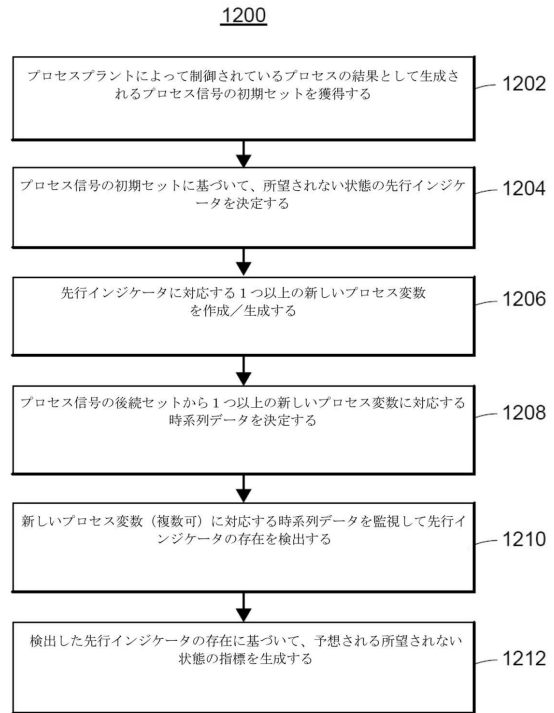 1200
プロセスプラントによって制御されているプロセスの結果として生成さ
れるプロセス信号の初期セットを獲得する
1202
プロセス信号の初期セットに基づいて、所望されない状態の先行インジケ
ータを決定する
1204
先行インジケータに対応する１つ以上の新しいプロセス変数
を作成／生成する
1206
プロセス信号の後続セットから１つ以上の新しいプロセス変数に対応する
時系列データを決定する
1208
新しいプロセス変数（複数可）に対応する時系列データを監視して先行イ
ンジケータの存在を検出する
1210
検出した先行インジケータの存在に基づいて、予想される所望されない
状態の指標を生成する
1212